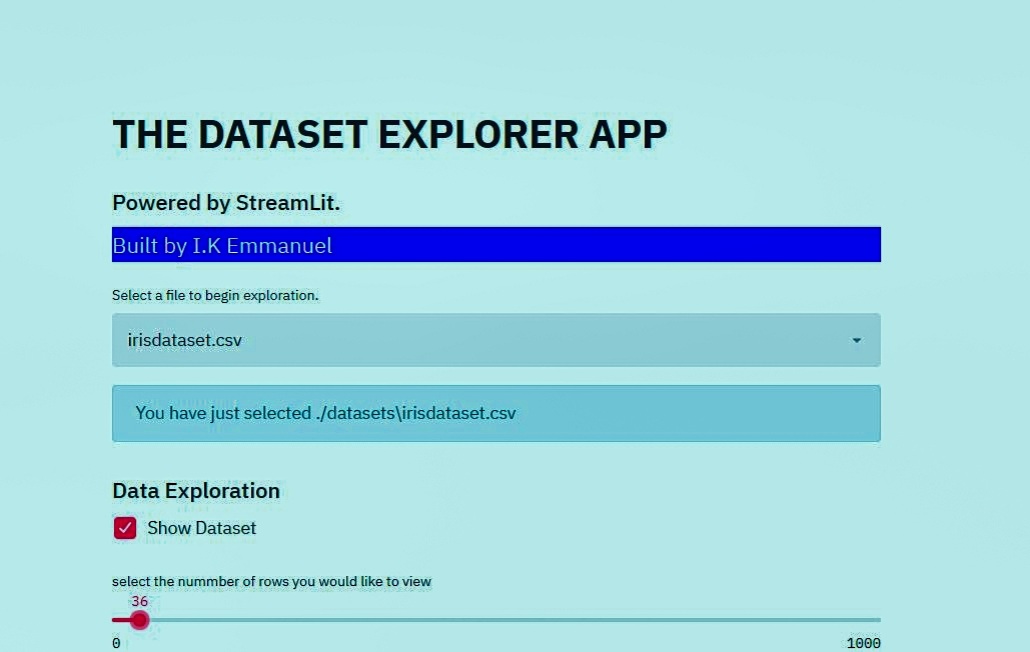 THE DATASET EXPLORER APP
Powered by StreamLit.
Built by I.K Emmanuel
Select a file to begin exploration.
irisdataset.csv
You have just selected ./datasets\irisdataset.csv
Data Exploration
Show Dataset
select the nummber of rows you would like to view
36
0 1000